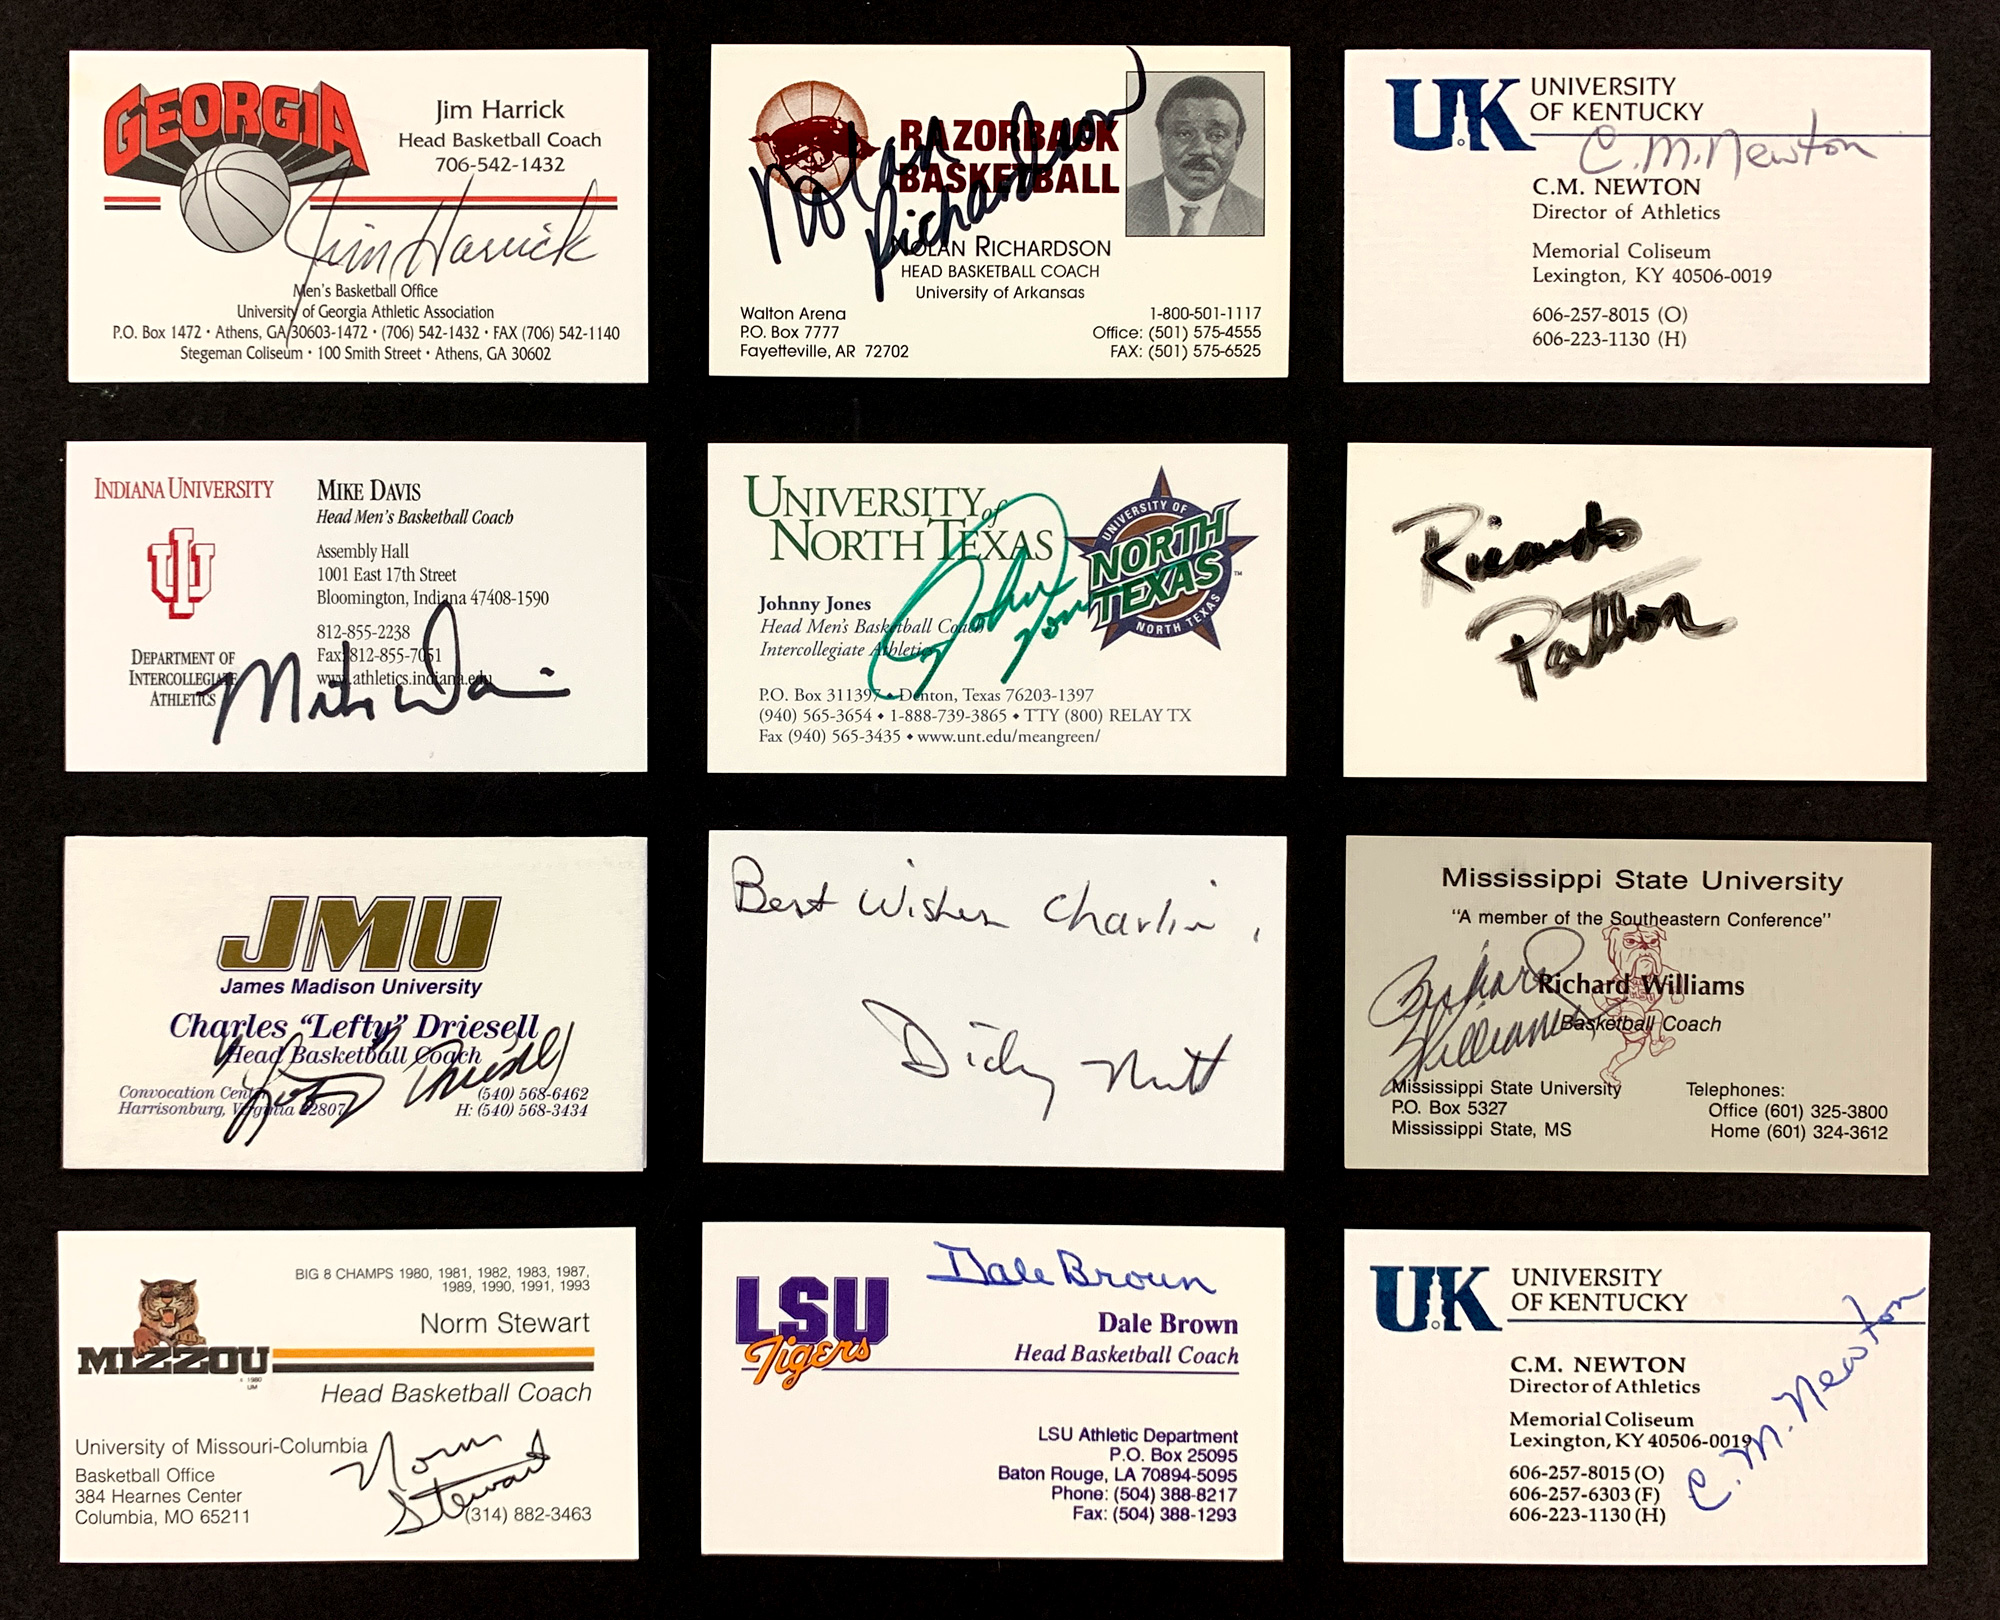 GEORGIA
Jim Harrick
Head Basketball Coach
706-542-1432
Jim Harrick
Men's Basketball Office
University of Georgia Athletic Association
P.O. Box 1472 • Athens, GA 30603-1472 • (706) 542-1432 • FAX (706) 542-1140
Stegeman Coliseum • 100 Smith Street • Athens, GA 30602
RAZORBACK
BASKETBALL
Nolan
Richardson
NOLAN RICHARDSON
HEAD BASKETBALL COACH
University of Arkansas
Walton Arena
P.O. Box 7777
Fayetteville, AR 72702
1-800-501-1117
Office: (501) 575-4555
FAX: (501) 575-6525
UK
UNIVERSITY
OF KENTUCKY
C.M. Newton
C.M. NEWTON
Director of Athletics
Memorial Coliseum
Lexington, KY 40506-0019
606-257-8015 (O)
606-223-1130 (H)
INDIANA UNIVERSITY
IU
DEPARTMENT OF
INTERCOLLEGIATE
ATHLETICS
MIKE DAVIS
Head Men's Basketball Coach
Assembly Hall
1001 East 17th Street
Bloomington, Indiana 47408-1590
812-855-2238
Fax: 812-855-7051
www.athletics.indiana.edu
Mike Davis
UNIVERSITY of
NORTH TEXAS
UNIVERSITY OF
NORTH
TEXAS
NORTH TEXAS
TM
Johnny Jones
Head Men's Basketball Coach
Intercollegiate Athletics
Johnny
Jones
P.O. Box 311397 ◆ Denton, Texas 76203-1397
(940) 565-3654 ◆ 1-888-739-3865 ◆ TTY (800) RELAY TX
Fax (940) 565-3435 ◆ www.unt.edu/meangreen/
Ricardo
Patton
JMU
James Madison University
Charles "Lefty" Driesell
Head Basketball Coach
Lefty Driesell
Convocation Center
Harrisonburg, Virginia 22807
(540) 568-6462
H: (540) 568-3434
Best Wishes Charlie,
Dicky Nutt
Mississippi State University
"A member of the Southeastern Conference"
Richard Williams
Basketball Coach
Richard
Williams
Mississippi State University
P.O. Box 5327
Mississippi State, MS
Telephones:
Office (601) 325-3800
Home (601) 324-3612
BIG 8 CHAMPS 1980, 1981, 1982, 1983, 1987,
1989, 1990, 1991, 1993
Norm Stewart
MIZZOU
Head Basketball Coach
University of Missouri-Columbia
Basketball Office
384 Hearnes Center
Columbia, MO 65211
Norm
Stewart
(314) 882-3463
Dale Brown
LSU
Tigers
Dale Brown
Head Basketball Coach
LSU Athletic Department
P.O. Box 25095
Baton Rouge, LA 70894-5095
Phone: (504) 388-8217
Fax: (504) 388-1293
UK
UNIVERSITY
OF KENTUCKY
C.M. NEWTON
Director of Athletics
Memorial Coliseum
Lexington, KY 40506-0019
606-257-8015 (O)
606-257-6303 (F)
606-223-1130 (H)
C. M. Newton